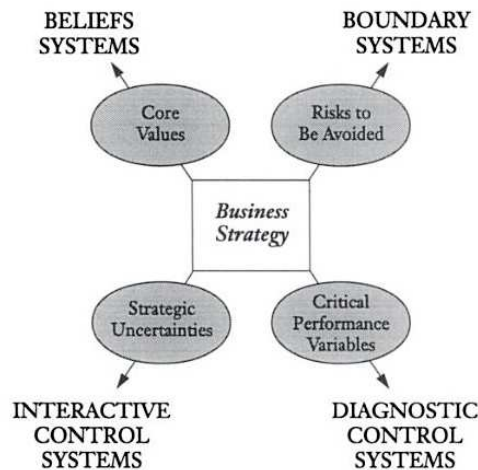 BELIEFS
SYSTEMS
BOUNDARY
SYSTEMS
Core
Values
Risks to
Be Avoided
Business
Strategy
Strategic
Uncertainties
Critical
Performance
Variables
INTERACTIVE
CONTROL
SYSTEMS
DIAGNOSTIC
CONTROL
SYSTEMS